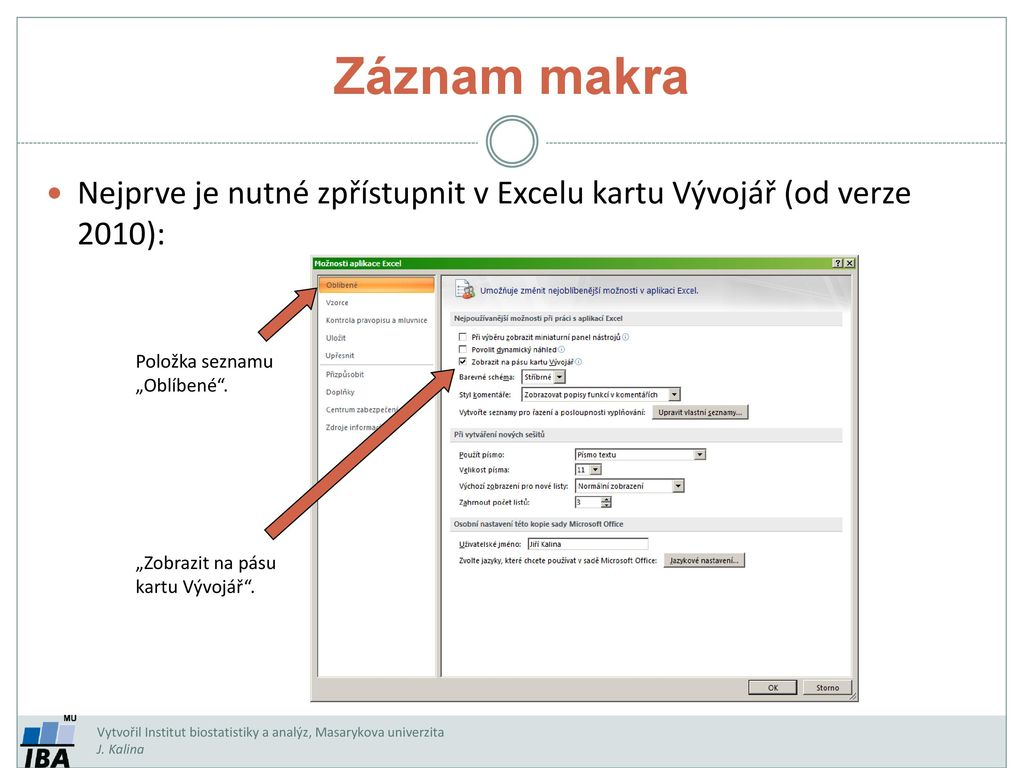 Záznam makra
Nejprve je nutné zpřístupnit v Excelu kartu Vývojář (od verze
2010):
Možnosti aplikace Excel
Oblíbené
Vzorce
Kontrola pravopisu a mluvnice
Uložit
Upřesnit
Přizpůsobit
Doplňky
Centrum zabezpečení
Zdroje informac
Umožňuje změnit nejoblíbenější možnosti v aplikaci Excel.
Nejpoužívanější možnosti při práci s aplikací Excel
Při výběru zobrazit miniaturní panel nástrojů
Povolit dynamický náhled
Zobrazit na pásu kartu Vývojář
Barevné schéma: Stříbrné
Styl komentáře: Zobrazovat popisy funkcí v komentářích
Vytvořte seznamy pro řazení a posloupnosti vyplňování: Upravit vlastní seznamy...
Při vytváření nových sešitů
Použít písmo: Písmo textu
Velikost písma: 11
Výchozí zobrazení pro nové listy: Normální zobrazení
Zahrnout počet listů: 3
Osobní nastavení této kopie sady Microsoft Office
Uživatelské jméno: Jiří Kalina
Zvolte jazyky, které chcete používat v sadě Microsoft Office: Jazykové nastavení...
OK Storno
Položka seznamu
„Oblíbené“.
„Zobrazit na pásu
kartu Vývojář“.
MU
IBA
Vytvořil Institut biostatistiky a analýz, Masarykova univerzita
J. Kalina